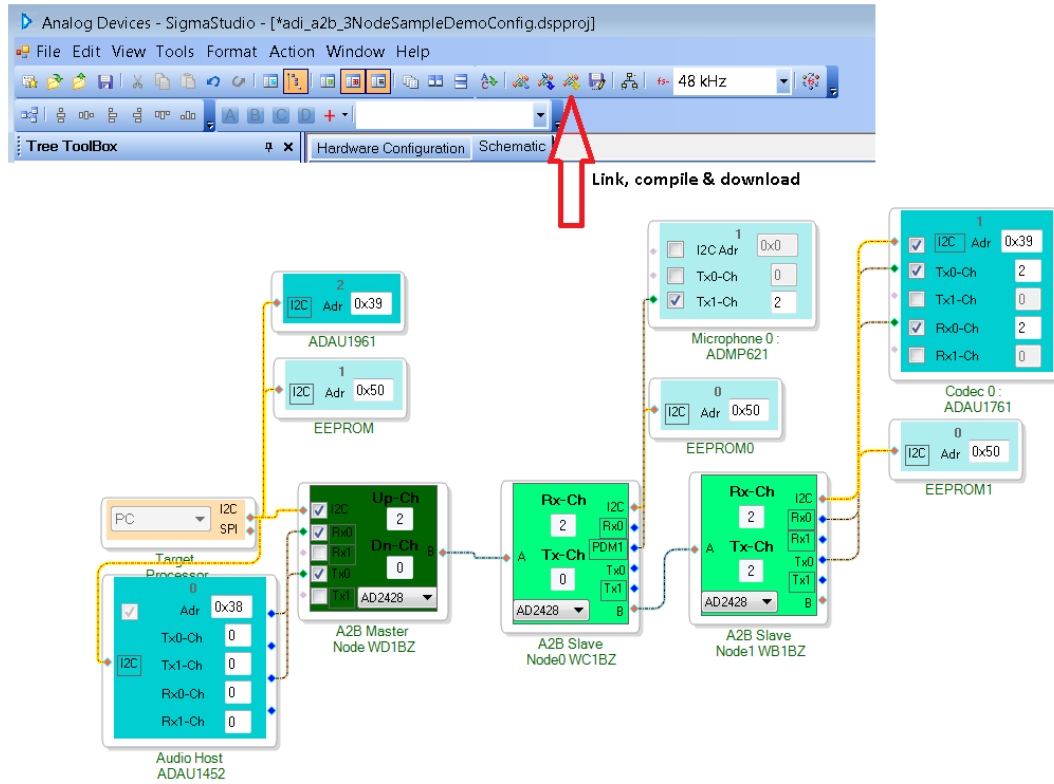 Analog Devices - SigmaStudio - [*adi_a2b_3NodeSampleDemoConfig.dspproj]
File Edit View Tools Format Action Window Help
fs- 48 kHz
A B C D
Tree ToolBox
Hardware Configuration Schematic
Link, compile & download
2
I2C Adr 0x39
ADAU1961
1
I2C Adr 0x50
EEPROM
1
I2C Adr 0x0
Tx0-Ch 0
Tx1-Ch 2
Microphone 0 :
ADMP621
0
I2C Adr 0x50
EEPROM0
1
I2C Adr 0x39
Tx0-Ch 2
Tx1-Ch 0
Rx0-Ch 2
Rx1-Ch 0
Codec 0 :
ADAU1761
0
I2C Adr 0x50
EEPROM1
PC
I2C
SPI
Target
Processor
0
Adr 0x38
Tx0-Ch 0
I2C Tx1-Ch 0
Rx0-Ch 0
Rx1-Ch 0
Audio Host
ADAU1452
Up-Ch
I2C 2
Rx0
Dn-Ch
Rx1 0 B
Tx0
Tx1 AD2428
A2B Master
Node WD1BZ
Rx-Ch
I2C
2 Rx0
PDM1
A Tx-Ch
Tx0
0 Tx1
AD2428 B
A2B Slave
Node0 WC1BZ
Rx-Ch
I2C
2 Rx0
Rx1
A Tx-Ch
Tx0
2 Tx1
AD2428 B
A2B Slave
Node1 WB1BZ